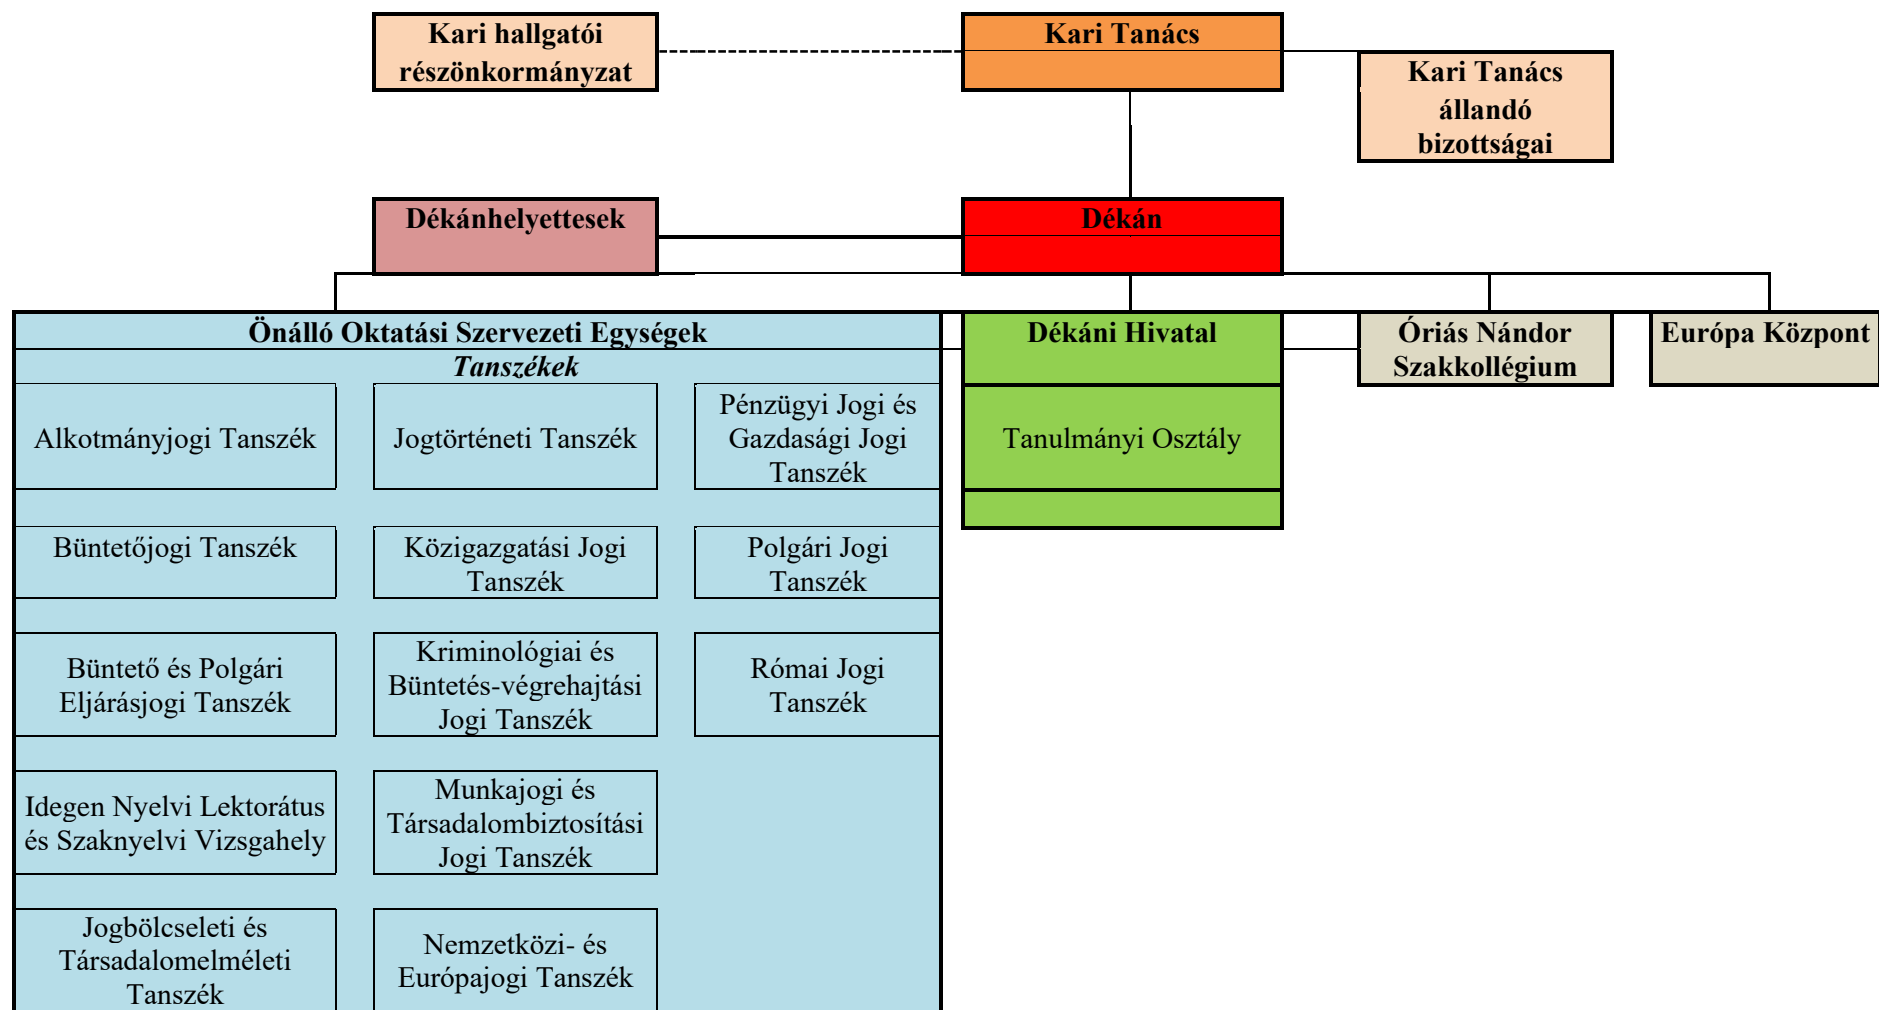 Kari hallgatói
részönkormányzat
Kari Tanács
Kari Tanács
állandó
bizottságai
Dékánhelyettesek
Dékán
Önálló Oktatási Szervezeti Egységek
Tanszékek
Dékáni Hivatal
Óriás Nándor
Szakkollégium
Európa Központ
Alkotmányjogi Tanszék
Jogtörténeti Tanszék
Pénzügyi Jogi és
Gazdasági Jogi
Tanszék
Tanulmányi Osztály
Büntetőjogi Tanszék
Közigazgatási Jogi
Tanszék
Polgári Jogi
Tanszék
Büntető és Polgári
Eljárásjogi Tanszék
Kriminológiai és
Büntetés-végrehajtási
Jogi Tanszék
Római Jogi
Tanszék
Idegen Nyelvi Lektorátus
és Szaknyelvi Vizsgahely
Munkajogi és
Társadalombiztosítási
Jogi Tanszék
Jogbölcseleti és
Társadalomelméleti
Tanszék
Nemzetközi- és
Európajogi Tanszék